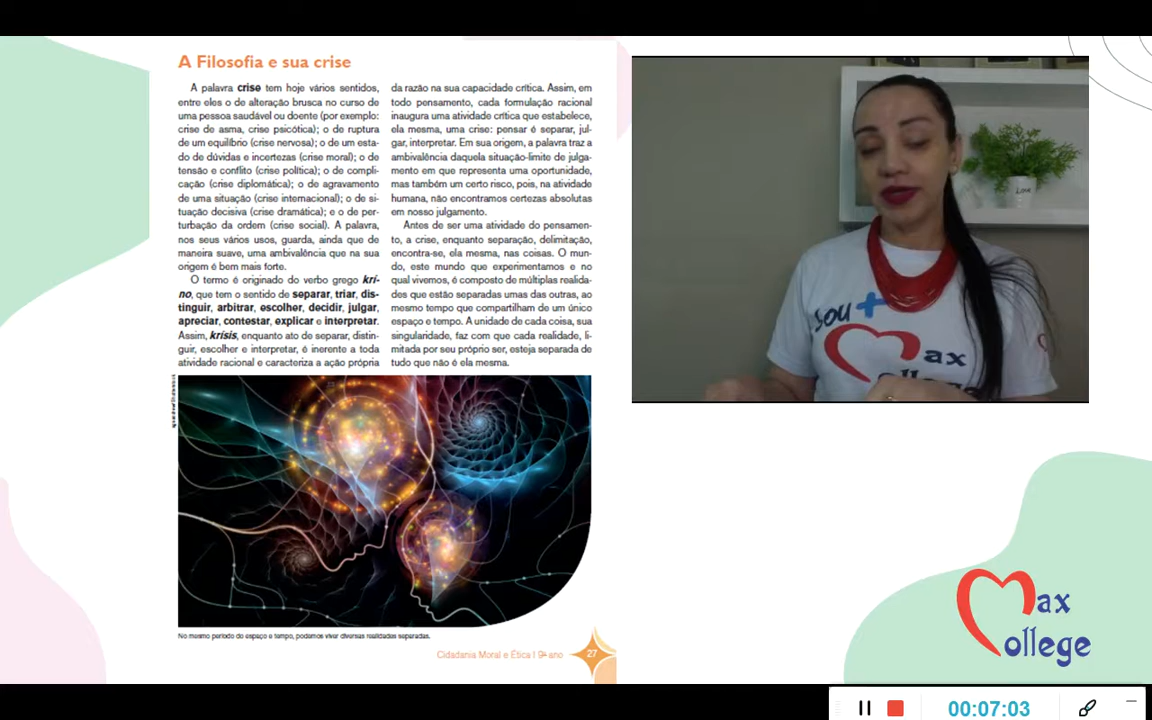 A Filosofia e sua crise
A palavra crise tem hoje vários sentidos,
entre eles o de alteração brusca no curso de
uma pessoa saudável ou doente (por exemplo:
crise de asma, crise psicótica); o de ruptura
de um equilíbrio (crise nervosa); o de um esta-
do de dúvidas e incertezas (crise moral); o de
tensão e conflito (crise política); o de compli-
cação (crise diplomática); o de agravamento
de uma situação (crise internacional); o de si-
tuação decisiva (crise dramática); e o de per-
turbação da ordem (crise social). A palavra,
nos seus vários usos, guarda, ainda que de
maneira suave, uma ambivalência que na sua
origem é bem mais forte.
O termo é originado do verbo grego krí-
no, que tem o sentido de separar, triar, dis-
tinguir, arbitrar, escolher, decidir, julgar,
apreciar, contestar, explicar e interpretar.
Assim, krísis, enquanto ato de separar, distin-
guir, escolher e interpretar, é inerente a toda
atividade racional e caracteriza a ação própria
da razão na sua capacidade crítica. Assim, em
todo pensamento, cada formulação racional
inaugura uma atividade crítica que estabelece,
ela mesma, uma crise: pensar é separar, jul-
gar, interpretar. Em sua origem, a palavra traz a
ambivalência daquela situação-limite de julga-
mento em que representa uma oportunidade,
mas também um certo risco, pois, na atividade
humana, não encontramos certezas absolutas
em nosso julgamento.
Antes de ser uma atividade do pensamen-
to, a crise, enquanto separação, delimitação,
encontra-se, ela mesma, nas coisas. O mun-
do, este mundo que experimentamos e no
qual vivemos, é composto de múltiplas realida-
des que estão separadas umas das outras, ao
mesmo tempo que compartilham de um único
espaço e tempo. A unidade de cada coisa, sua
singularidade, faz com que cada realidade, li-
mitada por seu próprio ser, esteja separada de
tudo que não é ela mesma.
No mesmo período do espaço e tempo, podemos viver diversas realidades separadas.
Cidadania Moral e Ética I 9º ano
27
LOVE
Sou +
Max
College
Max
College
00:07:03